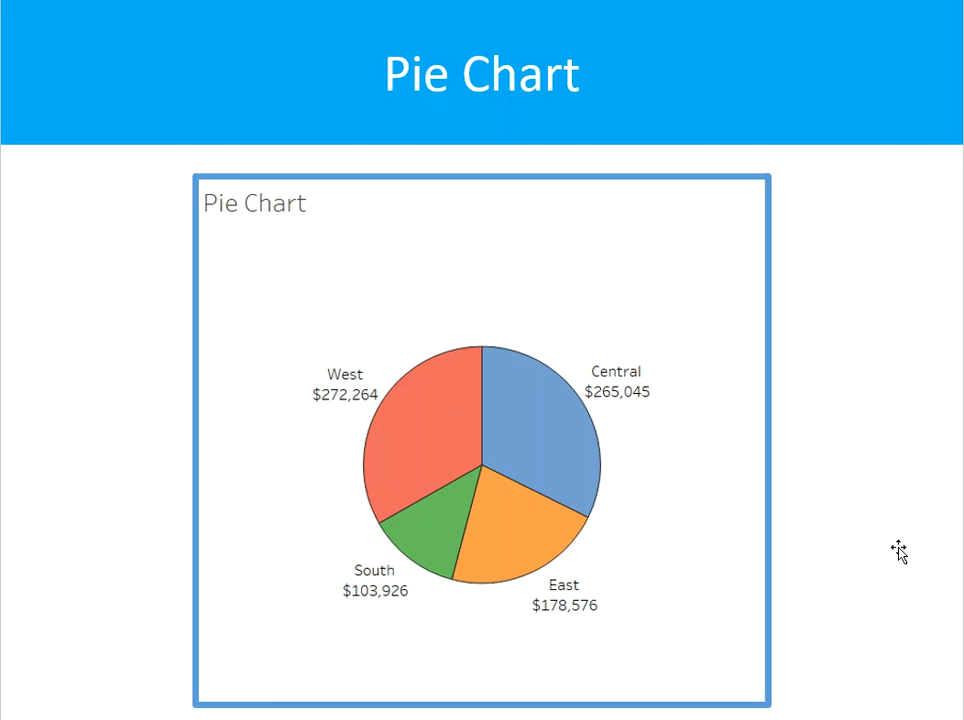 Pie Chart
Pie Chart
West
$272,264
Central
$265,045
South
$103,926
East
$178,576